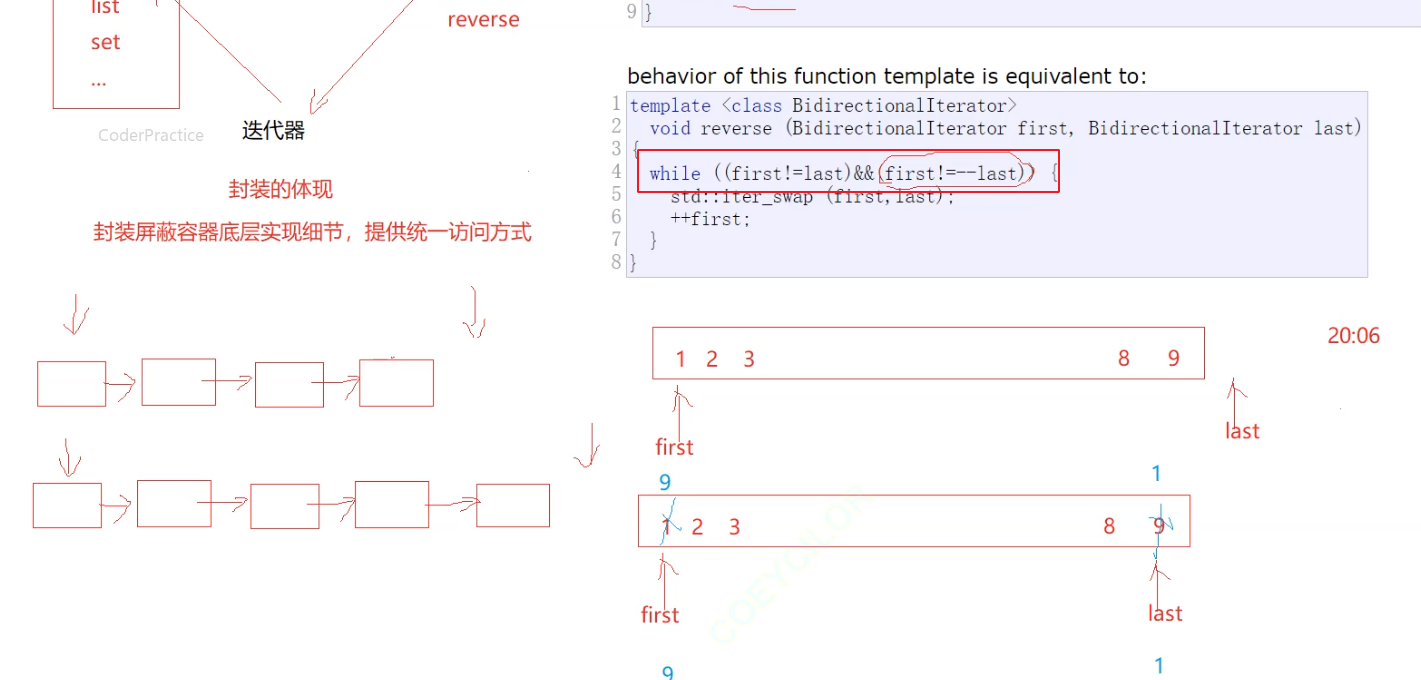 list
set
...
reverse
CoderPractice
迭代器
封装的体现
封装屏蔽容器底层实现细节，提供统一访问方式
9 }
behavior of this function template is equivalent to:
1 template <class BidirectionalIterator>
2 void reverse (BidirectionalIterator first, BidirectionalIterator last)
3 {
4 while ((first!=last)&&(first!=--last)) {
5 std::iter_swap (first,last);
6 ++first;
7 }
8 }
1 2 3 8 9
20:06
first last
9 1
1 2 3 8 9
first last
9 1
COEYCILON